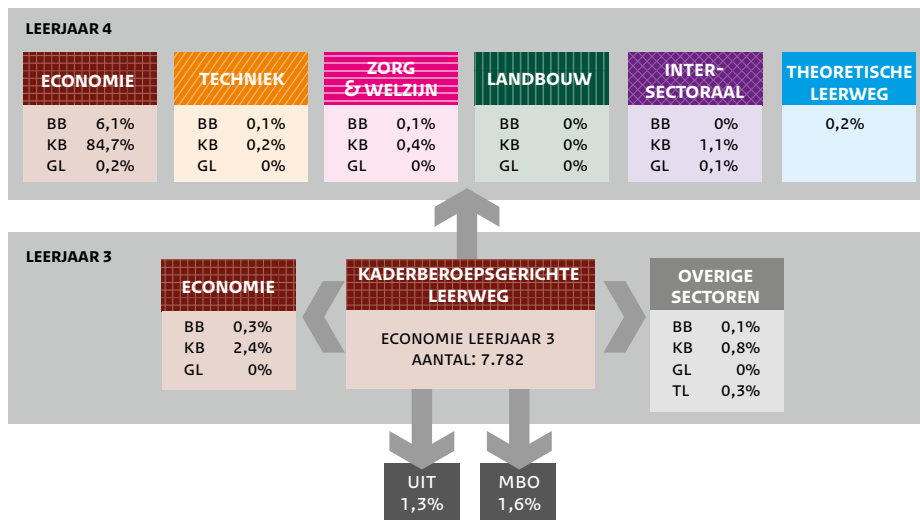 LEERJAAR 4
ECONOMIE
BB 6,1%
KB 84,7%
GL 0,2%
TECHNIEK
BB 0,1%
KB 0,2%
GL 0%
ZORG
& WELZIJN
BB 0,1%
KB 0,4%
GL 0%
LANDBOUW
BB 0%
KB 0%
GL 0%
INTER-
SECTORAAL
BB 0%
KB 1,1%
GL 0,1%
THEORETISCHE
LEERWEG
0,2%
LEERJAAR 3
ECONOMIE
BB 0,3%
KB 2,4%
GL 0%
KADERBEROEPSGERICHTE
LEERWEG
ECONOMIE LEERJAAR 3
AANTAL: 7.782
OVERIGE
SECTOREN
BB 0,1%
KB 0,8%
GL 0%
TL 0,3%
UIT
1,3%
MBO
1,6%